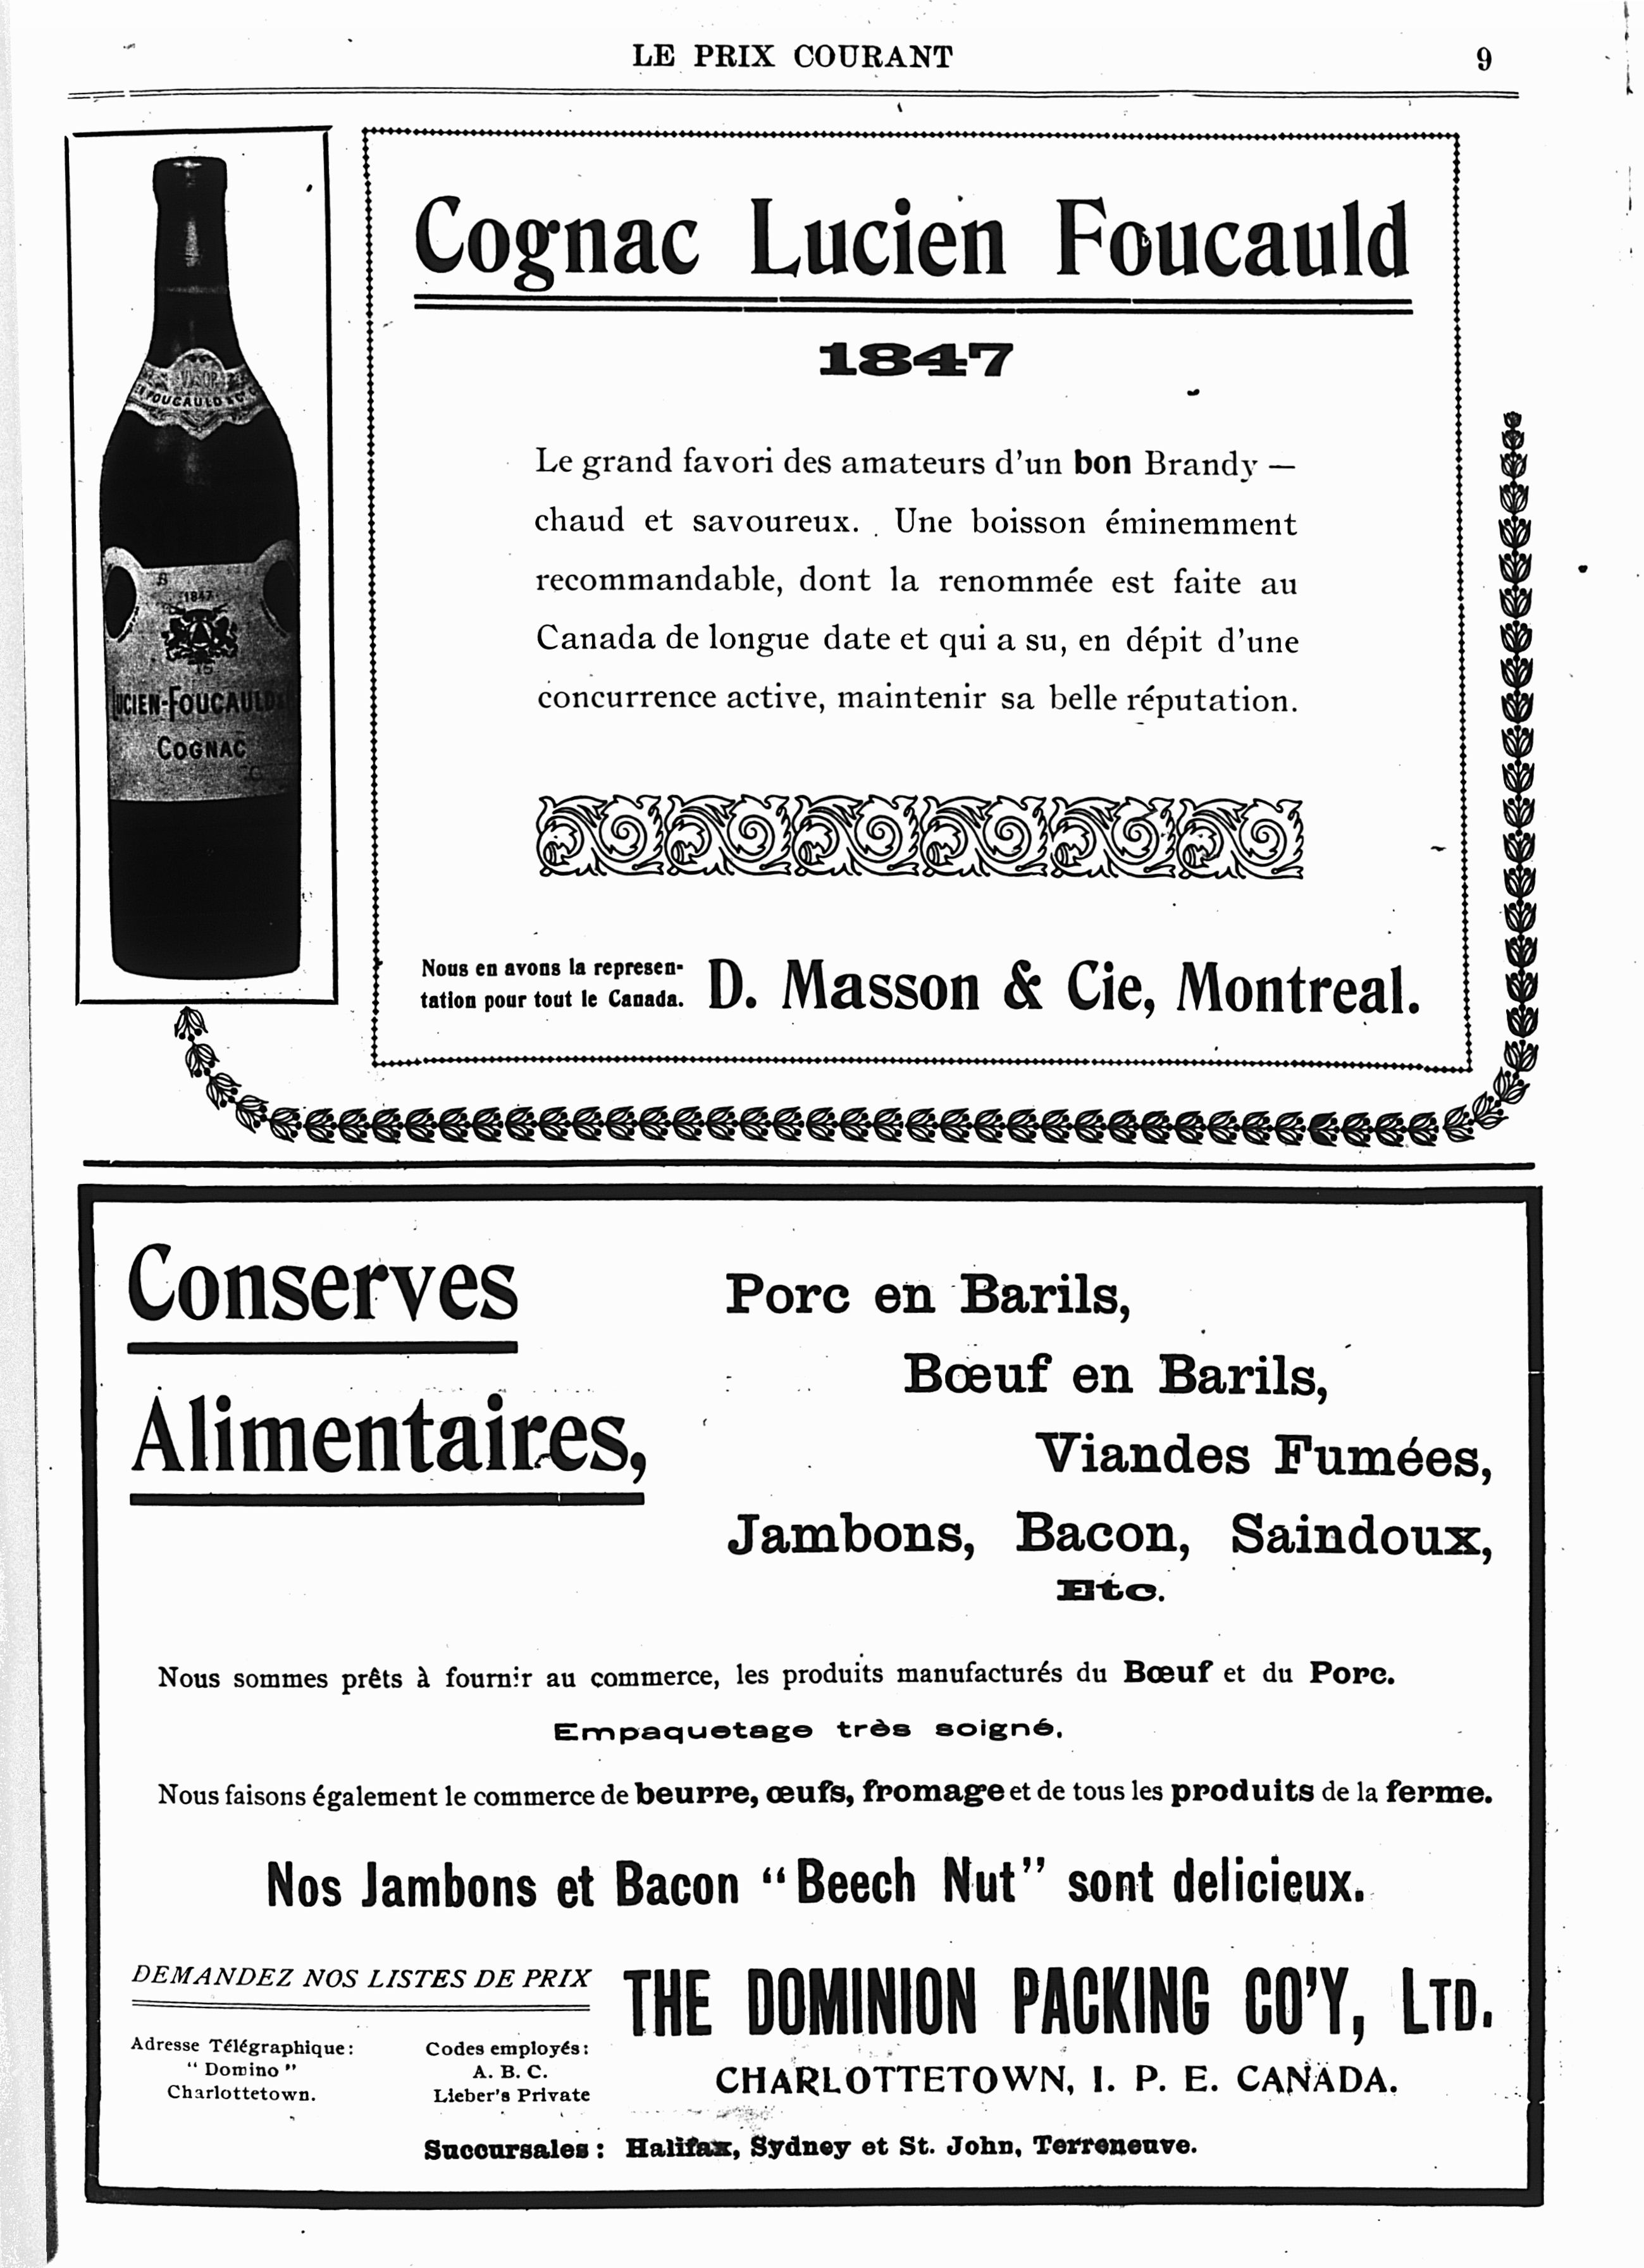 LE PRIX COURANT
9
Cognac Lucien Foucauld
1847
Le grand favori des amateurs d'un bon Brandy —
chaud et savoureux. Une boisson éminemment
recommandable, dont la renommée est faite au
Canada de longue date et qui a su, en dépit d'une
concurrence active, maintenir sa belle réputation.
FOUCAULD & Co
1847
LUCIEN-FOUCAULD
COGNAC
Nous en avons la represen-
tation pour tout le Canada.
D. Masson & Cie, Montreal.
Conserves
Alimentaires,
Porc en Barils,
Bœuf en Barils,
Viandes Fumées,
Jambons, Bacon, Saindoux,
Etc.
Nous sommes prêts à fournir au commerce, les produits manufacturés du Bœuf et du Porc.
Empaquetage très soigné.
Nous faisons également le commerce de beurre, œufs, fromage et de tous les produits de la ferme.
Nos Jambons et Bacon "Beech Nut" sont delicieux.
DEMANDEZ NOS LISTES DE PRIX
Adresse Télégraphique:
"Domino"
Charlottetown.
Codes employés:
A. B. C.
Lieber's Private
THE DOMINION PACKING CO'Y, LTD.
CHARLOTTETOWN, I. P. E. CANADA.
Succursales: Halifax, Sydney et St. John, Terreneuve.